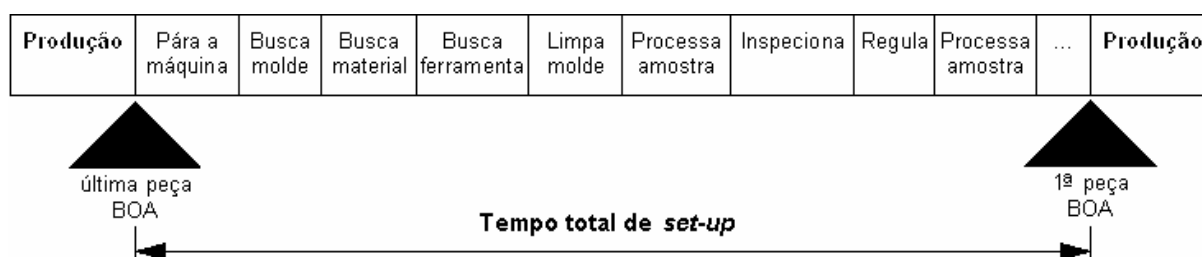 Produção
Pára a
máquina
Busca
molde
Busca
material
Busca
ferramenta
Limpa
molde
Processa
amostra
Inspeciona
Regula
Processa
amostra
...
Produção
última peça
BOA
1ª peça
BOA
Tempo total de set-up